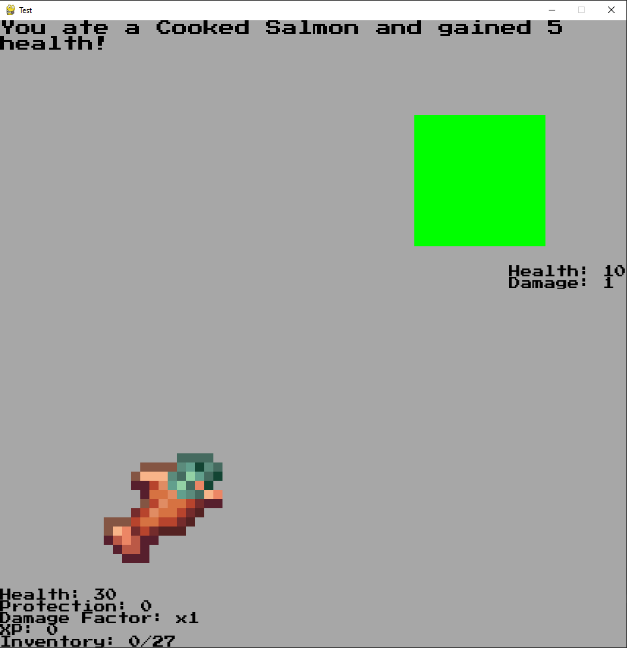 Test
You ate a Cooked Salmon and gained 5
health!
Health: 10
Damage: 1
Health: 30
Protection: 0
Damage Factor: x1
XP: 0
Inventory: 0/27